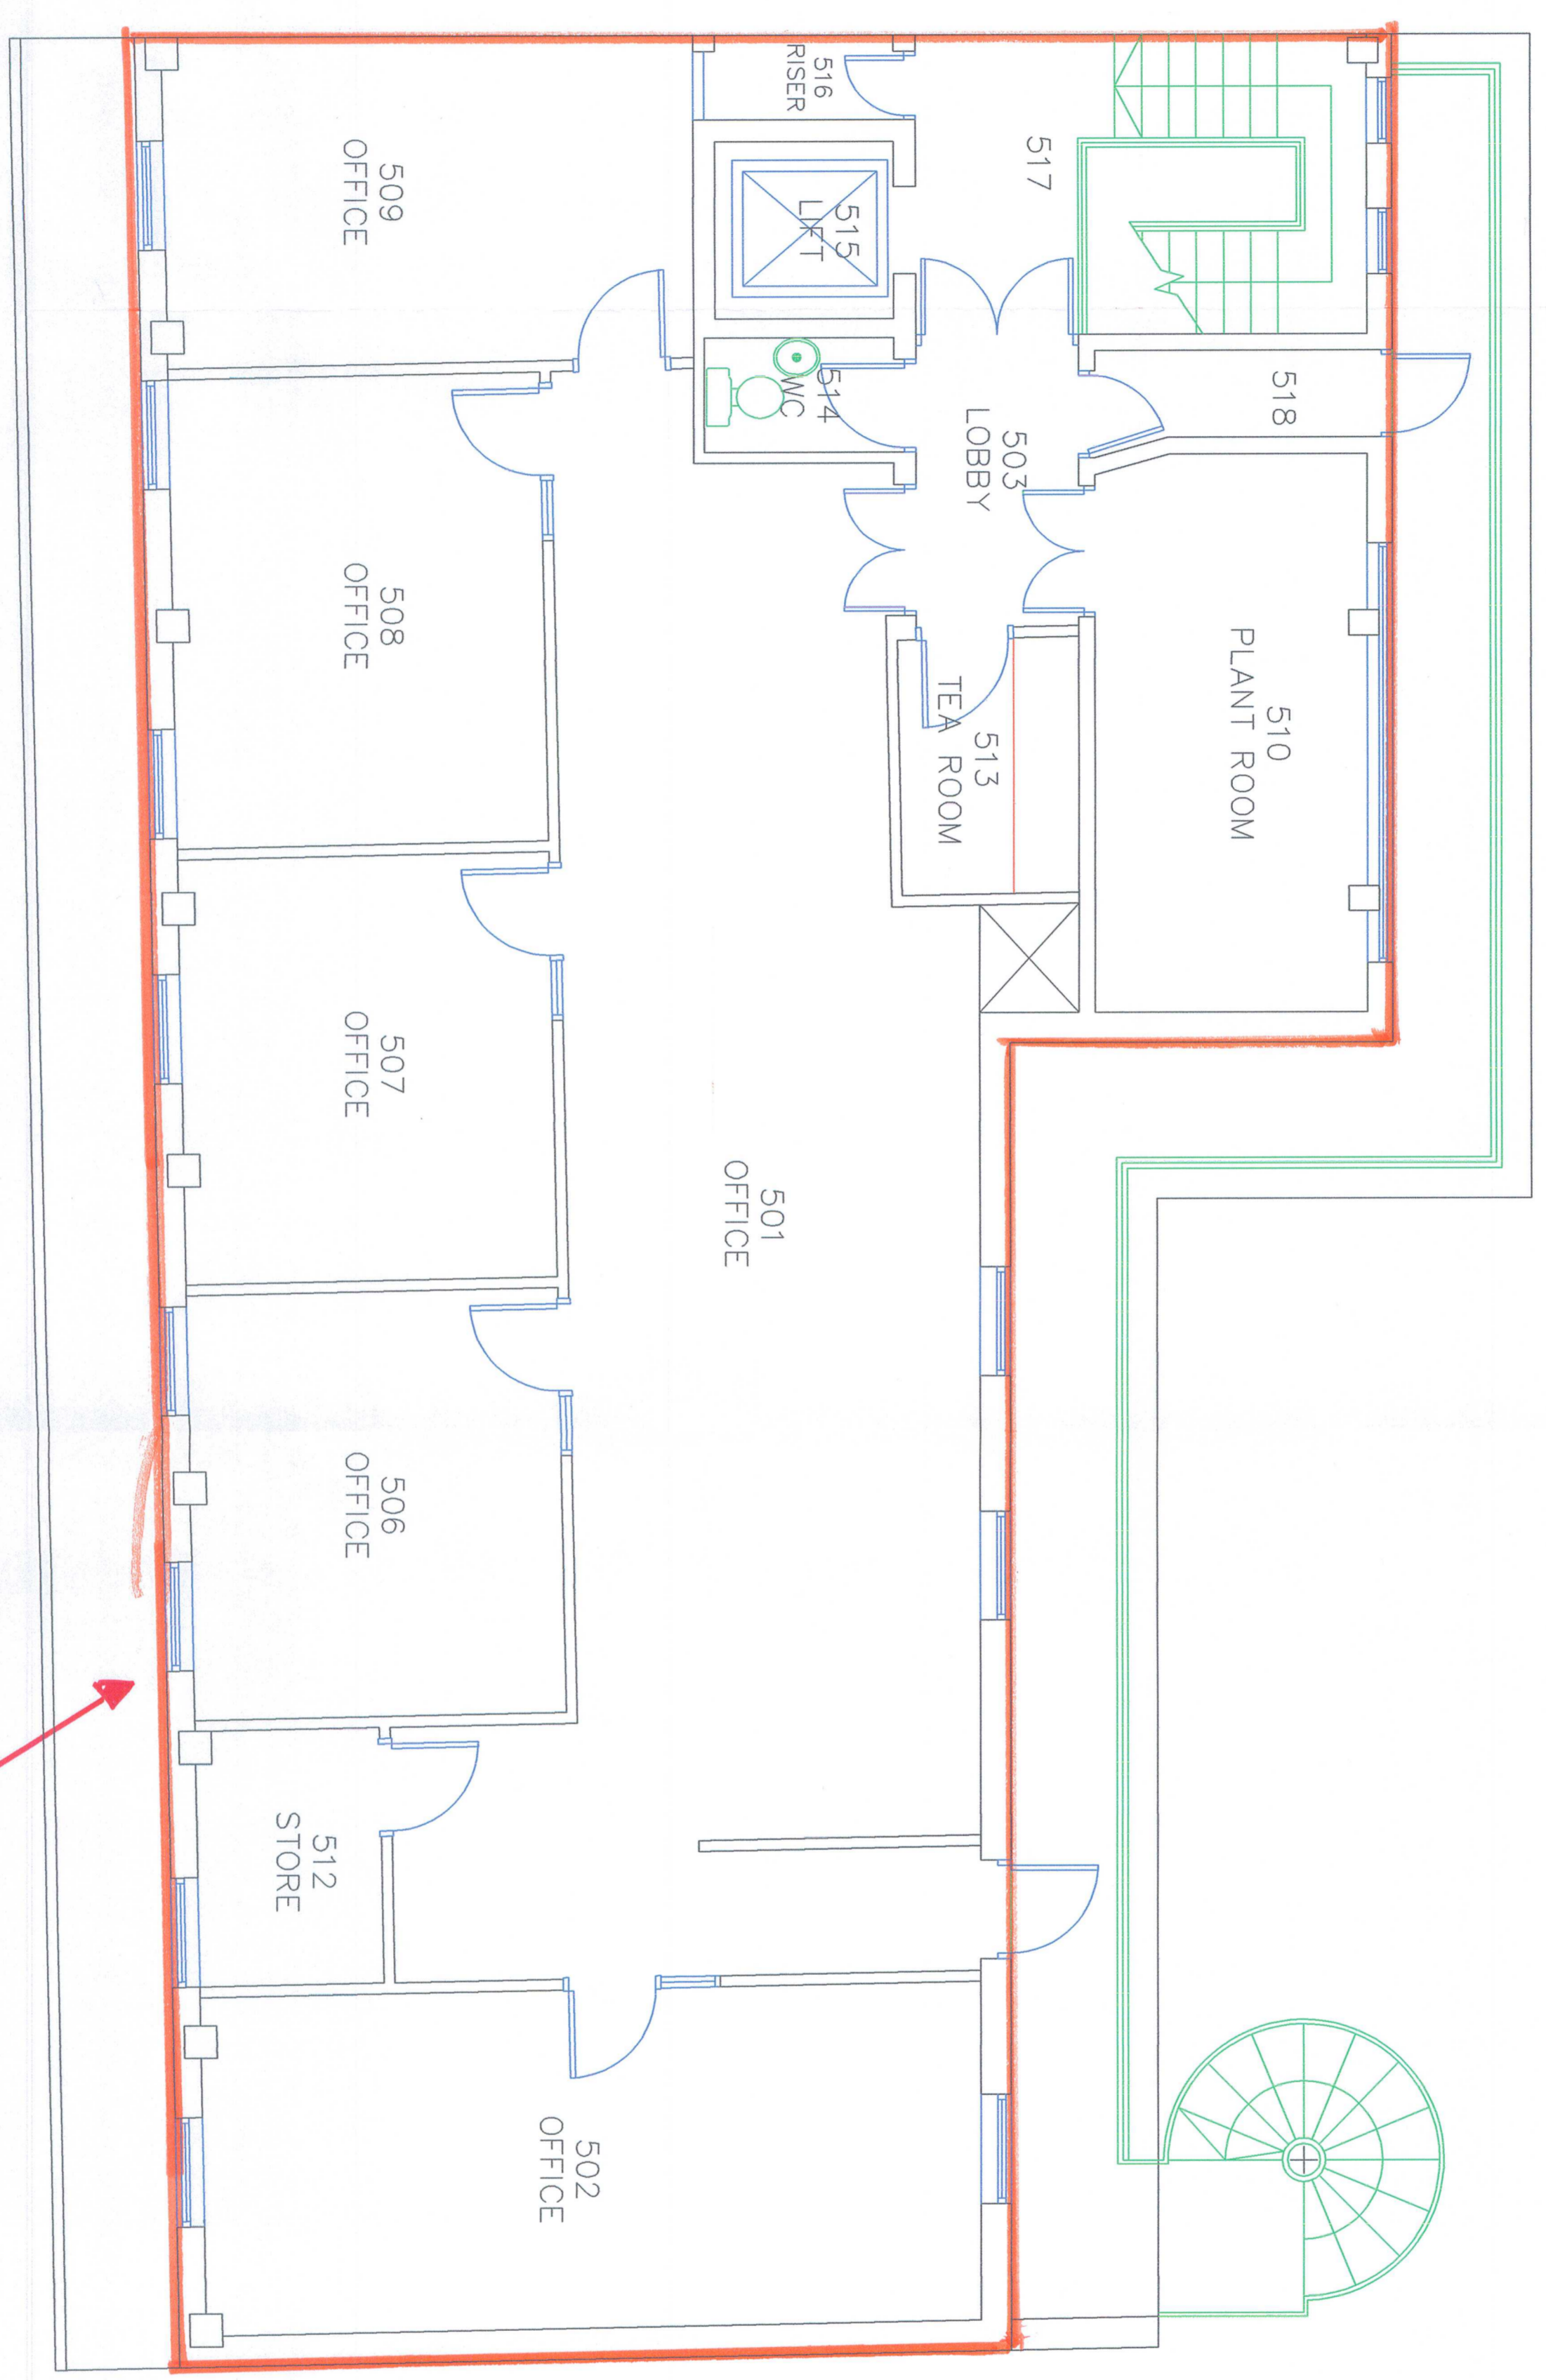 516
RISER
517
509
OFFICE
515
LIFT
518
514
WC
503
LOBBY
508
OFFICE
510
PLANT ROOM
513
TEA ROOM
507
OFFICE
501
OFFICE
506
OFFICE
512
STORE
502
OFFICE